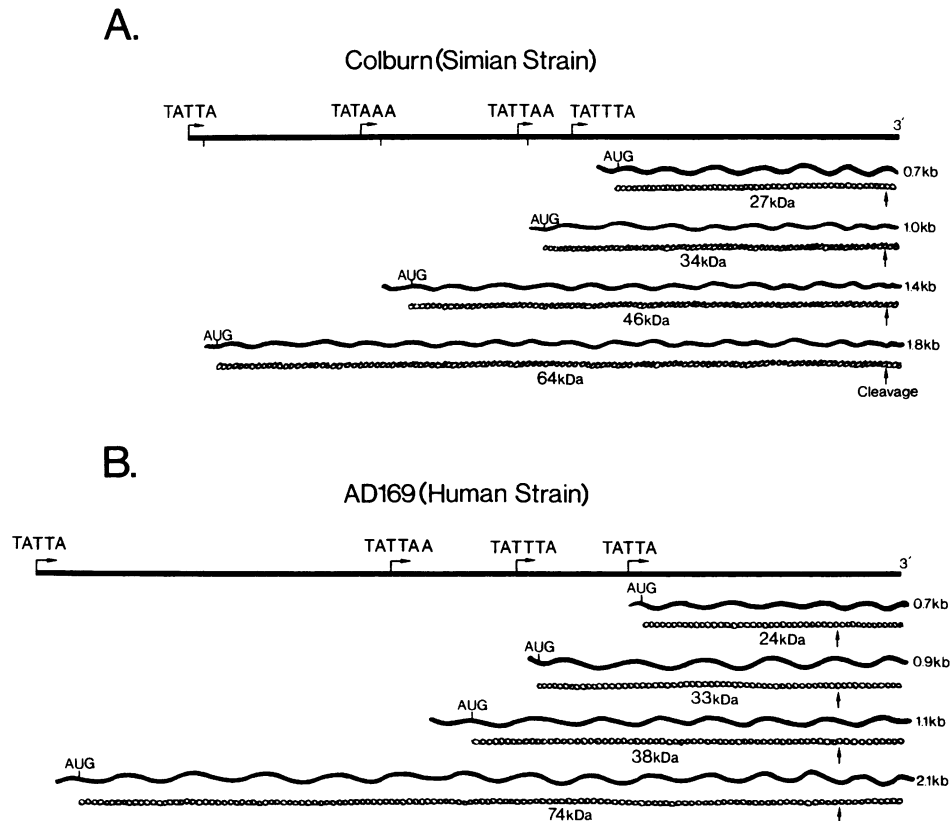 A.
Colburn (Simian Strain)
TATTA TATAAA TATTAA TATTTA
3′
AUG
0.7kb
27kDa
AUG
1.0kb
34kDa
AUG
1.4kb
46kDa
AUG
1.8kb
64kDa
Cleavage
B.
AD169 (Human Strain)
TATTA TATTAA TATTTA TATTA
3′
AUG
0.7kb
24kDa
AUG
0.9kb
33kDa
AUG
1.1kb
38kDa
AUG
2.1kb
74kDa